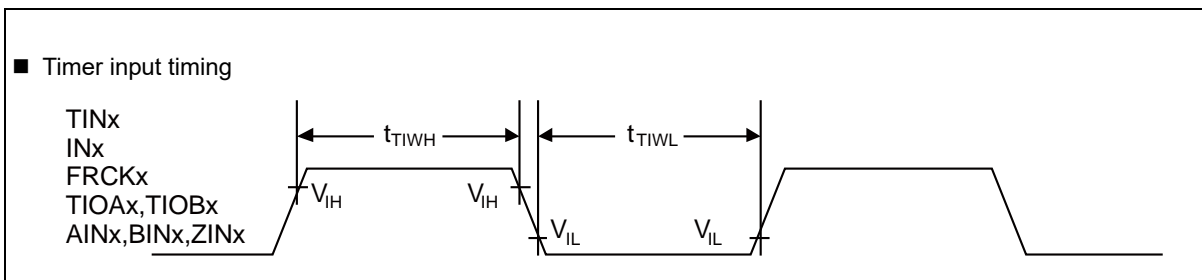 ■ Timer input timing
TINx
INx
FRCKx
TIOAx,TIOBx
AINx,BINx,ZINx
tTIWH
tTIWL
VIH
VIH
VIL
VIL